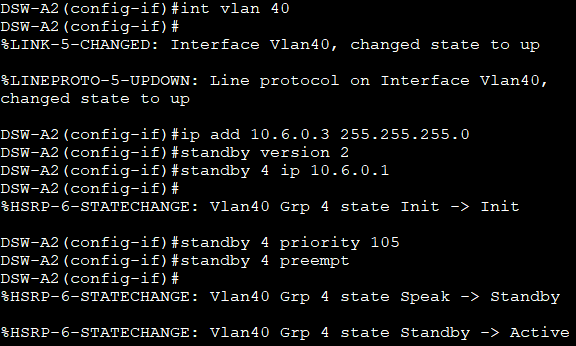 DSW-A2(config-if)#int vlan 40
DSW-A2(config-if)#
%LINK-5-CHANGED: Interface Vlan40, changed state to up
%LINEPROTO-5-UPDOWN: Line protocol on Interface Vlan40,
changed state to up
DSW-A2(config-if)#ip add 10.6.0.3 255.255.255.0
DSW-A2(config-if)#standby version 2
DSW-A2(config-if)#standby 4 ip 10.6.0.1
DSW-A2(config-if)#
%HSRP-6-STATECHANGE: Vlan40 Grp 4 state Init -> Init
DSW-A2(config-if)#standby 4 priority 105
DSW-A2(config-if)#standby 4 preempt
DSW-A2(config-if)#
%HSRP-6-STATECHANGE: Vlan40 Grp 4 state Speak -> Standby
%HSRP-6-STATECHANGE: Vlan40 Grp 4 state Standby -> Active